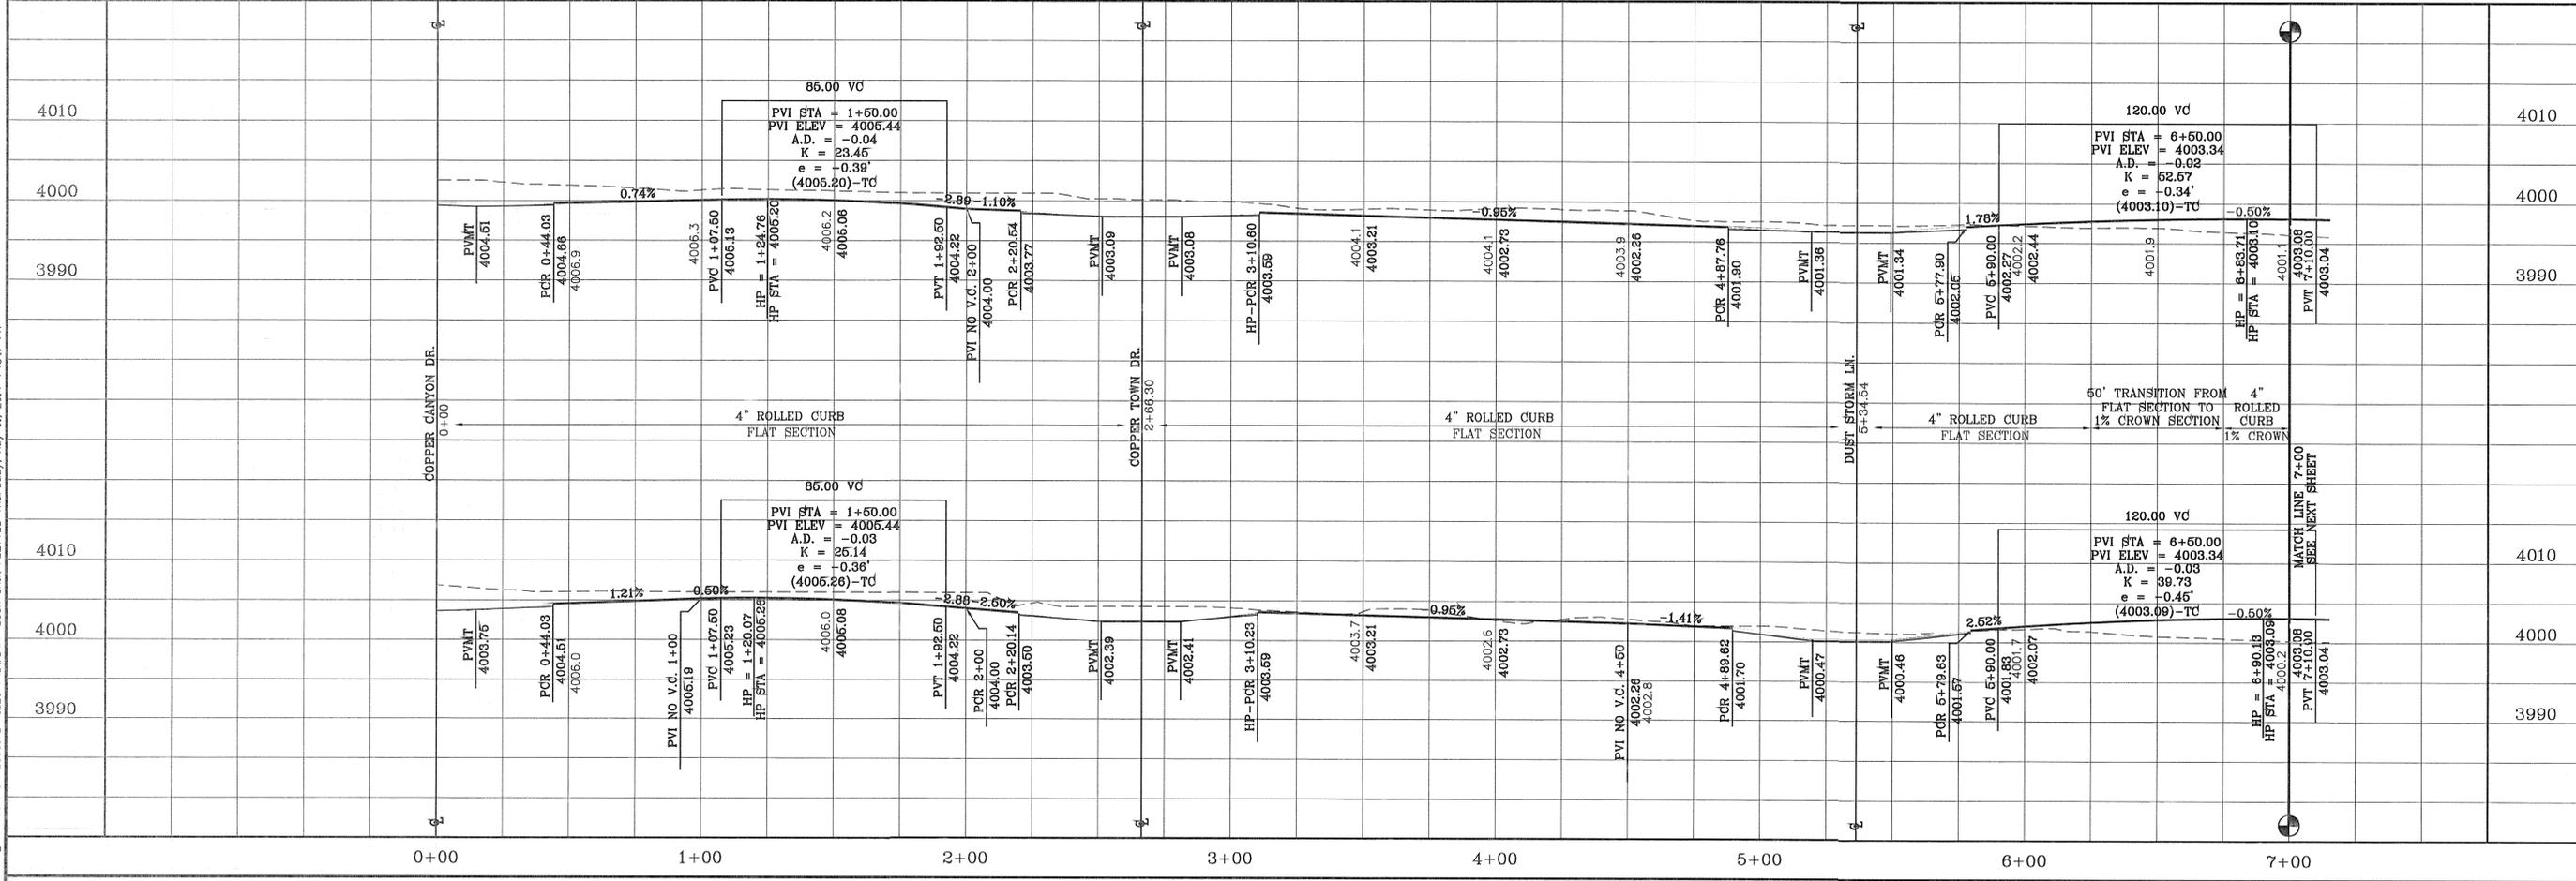 85.00 VC
PVI STA = 1+50.00
PVI ELEV = 4005.44
A.D. = -0.04
K = 23.45
e = -0.39'
(4005.20)-TC
120.00 VC
PVI STA = 6+50.00
PVI ELEV = 4003.34
A.D. = -0.02
K = 52.57
e = -0.34'
(4003.10)-TC
4010
4010
4000
4000
3990
3990
0.74%
-2.89
-1.10%
-0.95%
1.78%
-0.50%
PVMT
4004.51
PCR 0+44.03
4004.66
4006.9
4006.3
PVC 1+07.50
4005.13
HP = 1+24.76
HP STA = 4005.20
4006.2
4005.06
PVT 1+92.50
4004.22
PVI NO V.C. 2+00
4004.00
PCR 2+20.54
4003.77
PVMT
4003.09
PVMT
4003.08
HP-PCR 3+10.60
4003.59
4004.1
4003.21
4004.1
4002.73
4003.9
4002.26
PCR 4+87.76
4001.90
PVMT
4001.36
PVMT
4001.34
PCR 5+77.90
4002.05
PVC 5+90.00
4002.27
4002.2
4002.44
4001.9
HP = 6+83.71
HP STA = 4003.10
4001.1
4003.08
PVT 7+10.00
4003.04
COPPER CANYON DR.
0+00
4" ROLLED CURB
FLAT SECTION
COPPER TOWN DR.
2+66.30
4" ROLLED CURB
FLAT SECTION
DUST STORM LN.
5+34.54
4" ROLLED CURB
FLAT SECTION
50' TRANSITION FROM
FLAT SECTION TO
1% CROWN SECTION
4"
ROLLED
CURB
1% CROWN
MATCH LINE 7+00
SEE NEXT SHEET
85.00 VC
PVI STA = 1+50.00
PVI ELEV = 4005.44
A.D. = -0.03
K = 25.14
e = -0.36'
(4005.26)-TC
120.00 VC
PVI STA = 6+50.00
PVI ELEV = 4003.34
A.D. = -0.03
K = 39.73
e = -0.45'
(4003.09)-TC
4010
4010
4000
4000
3990
3990
1.21%
0.50%
-2.88
-2.50%
-0.95%
-1.41%
2.52%
-0.50%
PVMT
4003.75
PCR 0+44.03
4004.51
4006.0
PVI NO V.C. 1+00
4005.19
PVC 1+07.50
4005.23
HP = 1+20.07
HP STA = 4005.26
4006.0
4005.08
PVT 1+92.50
4004.22
PCR 2+00
4004.00
PCR 2+20.14
4003.50
PVMT
4002.39
PVMT
4002.41
HP-PCR 3+10.23
4003.59
4003.7
4003.21
4002.6
4002.73
PVI NO V.C. 4+50
4002.26
4002.8
PCR 4+89.62
4001.70
PVMT
4000.47
PVMT
4000.46
PCR 5+79.63
4001.57
PVC 5+90.00
4001.83
4001.7
4002.07
HP = 6+90.13
HP STA = 4003.09
4000.2
4003.08
PVT 7+10.00
4003.04
0+00
1+00
2+00
3+00
4+00
5+00
6+00
7+00